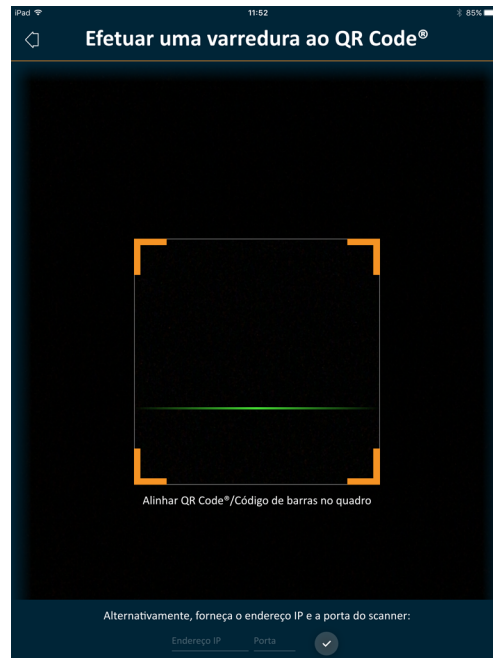 iPad 11:52 85%
Efetuar uma varredura ao QR Code®
Alinhar QR Code®/Código de barras no quadro
Alternativamente, forneça o endereço IP e a porta do scanner:
Endereço IP Porta